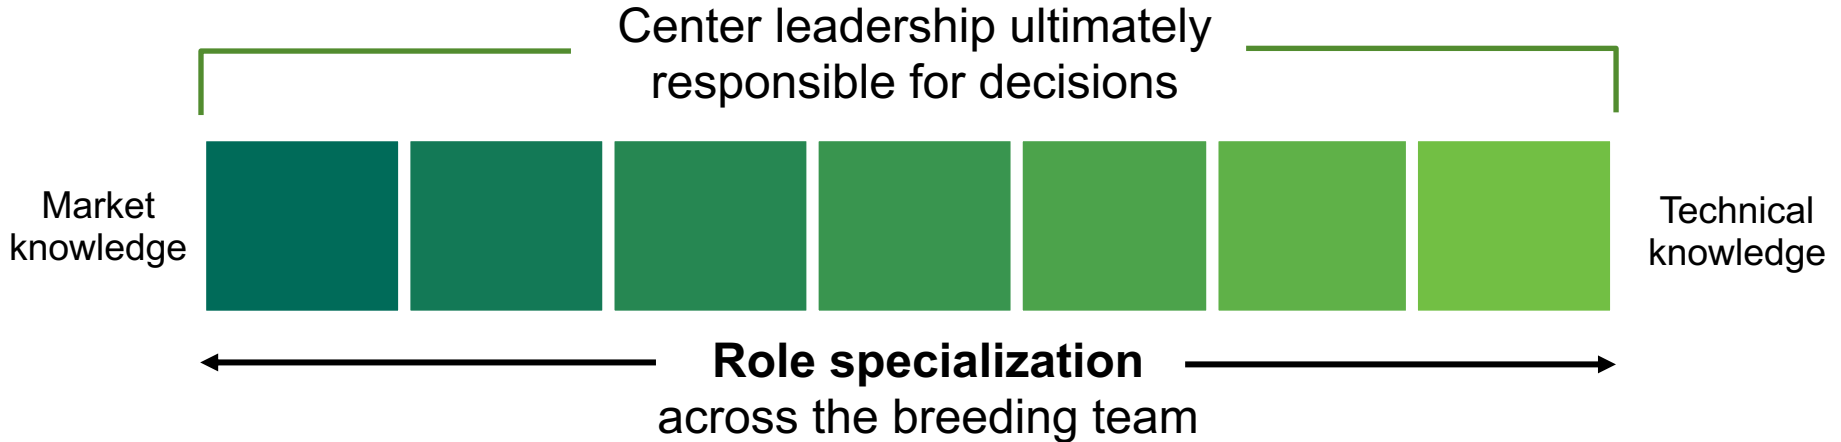 Center leadership ultimately
responsible for decisions
Market
knowledge
Technical
knowledge
Role specialization
across the breeding team